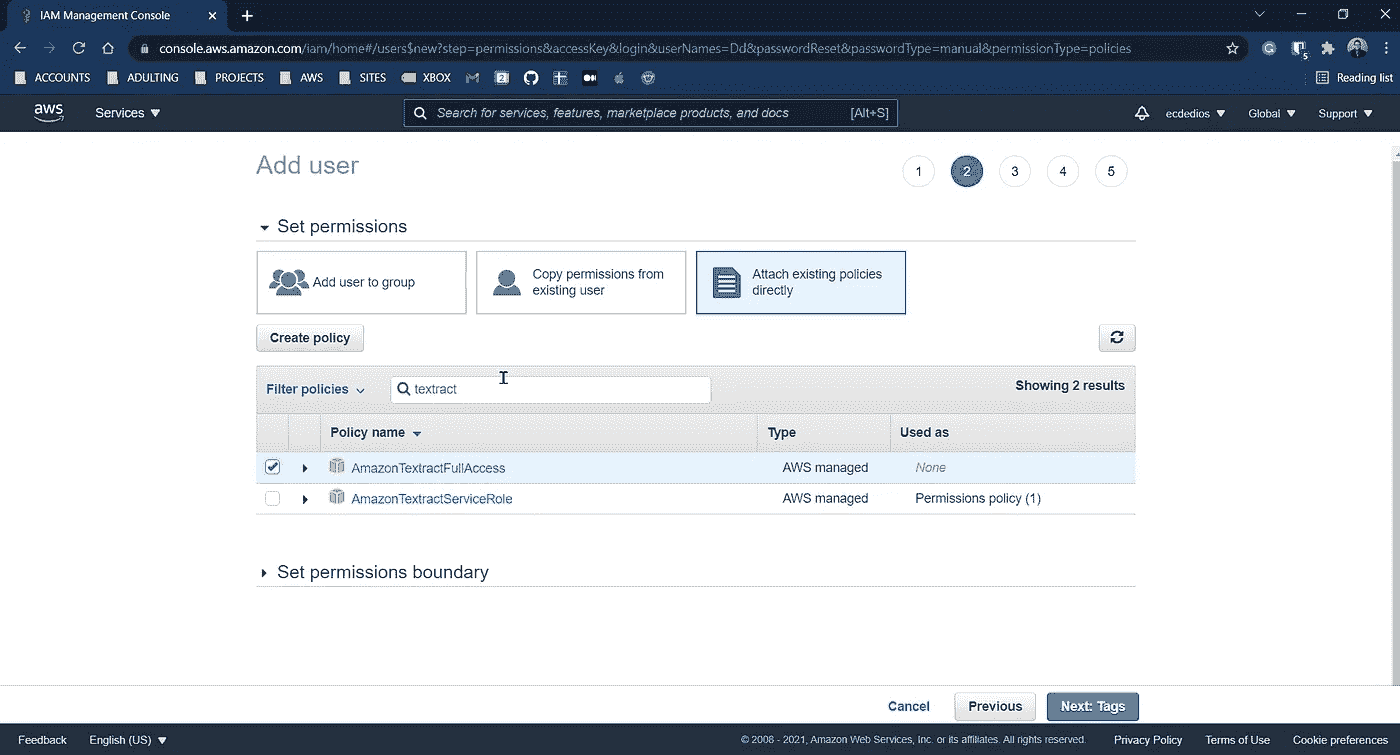 IAM Management Console
console.aws.amazon.com/iam/home#/users$new?step=permissions&accessKey&login&userNames=Dd&passwordReset&passwordType=manual&permissionType=policies
5
ACCOUNTS ADULTING PROJECTS AWS SITES XBOX 2 Reading list
aws Services Search for services, features, marketplace products, and docs [Alt+S] ecdedios Global Support
Add user 1 2 3 4 5
Set permissions
Add user to group
Copy permissions from
existing user
Attach existing policies
directly
Create policy
Filter policies textract Showing 2 results
Policy name Type Used as
AmazonTextractFullAccess AWS managed None
AmazonTextractServiceRole AWS managed Permissions policy (1)
Set permissions boundary
Cancel Previous Next: Tags
Feedback English (US) © 2008 - 2021, Amazon Web Services, Inc. or its affiliates. All rights reserved. Privacy Policy Terms of Use Cookie preferences